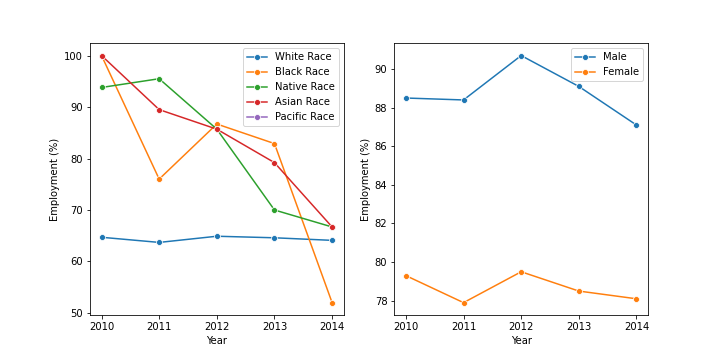 100
90
80
70
60
50
Employment (%)
2010
2011
2012
2013
2014
Year
White Race
Black Race
Native Race
Asian Race
Pacific Race
90
88
86
84
82
80
78
Employment (%)
2010
2011
2012
2013
2014
Year
Male
Female